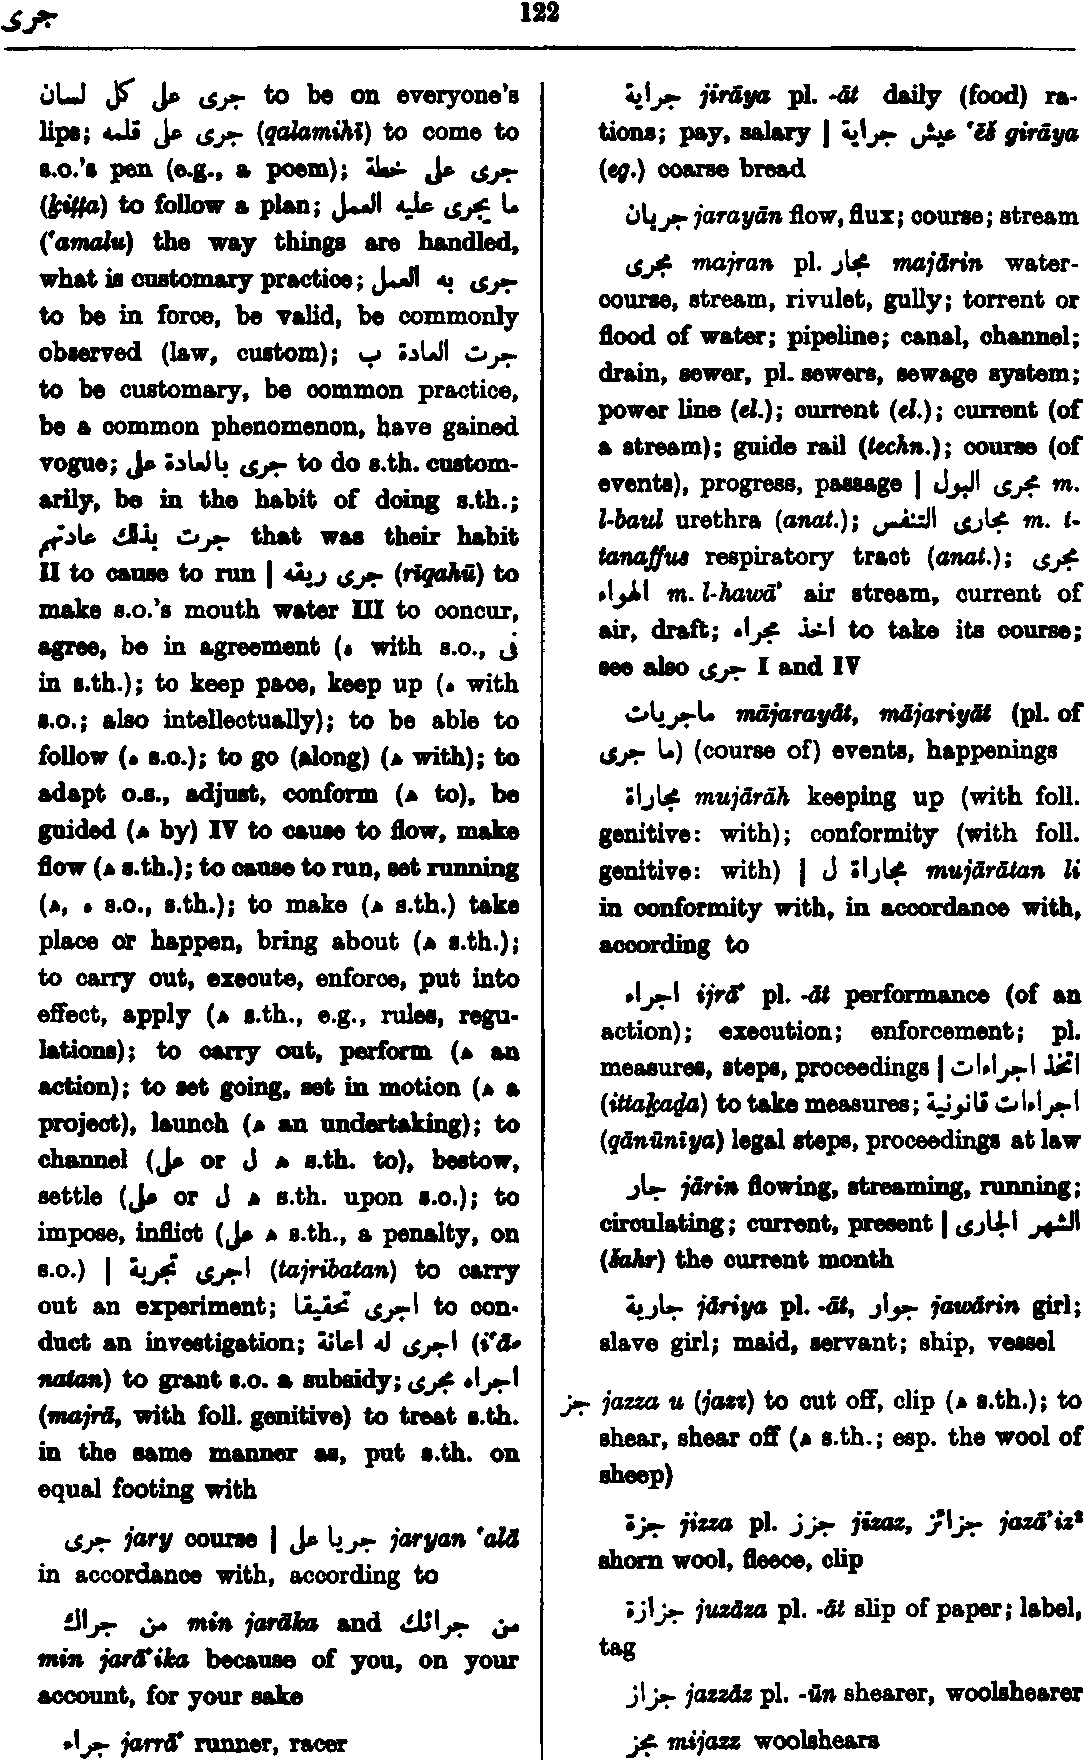 جرى
122
جرى على كل لسان to be on everyone's
lips; جرى على قلمه (qalamihī) to come to
s.o.'s pen (e.g., a poem); جرى على خطة
(ḵiṭṭa) to follow a plan; ما يجرى عليه العمل
('amalu) the way things are handled,
what is customary practice; جرى به العمل
to be in force, be valid, be commonly
observed (law, custom); جرت العادة ب
to be customary, be common practice,
be a common phenomenon, have gained
vogue; جرى بالعادة على to do s.th. custom-
arily, be in the habit of doing s.th.;
جرت بذلك عادتهم that was their habit
II to cause to run | جرى ريقه (rīqahū) to
make s.o.'s mouth water III to concur,
agree, be in agreement (ه with s.o., فى
in s.th.); to keep pace, keep up (ه with
s.o.; also intellectually); to be able to
follow (ه s.o.); to go (along) (ه with); to
adapt o.s., adjust, conform (ه to), be
guided (ه by) IV to cause to flow, make
flow (ه s.th.); to cause to run, set running
(ه, ه s.o., s.th.); to make (ه s.th.) take
place or happen, bring about (ه s.th.);
to carry out, execute, enforce, put into
effect, apply (ه s.th., e.g., rules, regu-
lations); to carry out, perform (ه an
action); to set going, set in motion (ه a
project), launch (ه an undertaking); to
channel (على or ل ه s.th. to), bestow,
settle (على or ل ه s.th. upon s.o.); to
impose, inflict (على ه s.th., a penalty, on
s.o.) | اجرى تجربة (tajribatan) to carry
out an experiment; اجرى تحقيقا to con-
duct an investigation; اجرى له اعانة (i'ā-
natan) to grant s.o. a subsidy; اجراه مجرى
(majrā, with foll. genitive) to treat s.th.
in the same manner as, put s.th. on
equal footing with
جرى jary course | جريا على jaryan 'alā
in accordance with, according to
من جراك min jarāka and من جرائك
min jarā'ika because of you, on your
account, for your sake
جراء jarrā' runner, racer
جراية jirāya pl. -āt daily (food) ra-
tions; pay, salary | عيش جراية 'ēš girāya
(eg.) coarse bread
جريان jarayān flow, flux; course; stream
مجرى majran pl. مجار majārin water-
course, stream, rivulet, gully; torrent or
flood of water; pipeline; canal, channel;
drain, sewer, pl. sewers, sewage system;
power line (el.); current (el.); current (of
a stream); guide rail (techn.); course (of
events), progress, passage | مجرى البول m.
l-baul urethra (anat.); مجارى التنفس m. t-
tanaffus respiratory tract (anat.); مجرى
الهواء m. l-hawā' air stream, current of
air, draft; اخذ مجراه to take its course;
see also جرى I and IV
ماجريات mājarayāt, mājariyāt (pl. of
ما جرى) (course of) events, happenings
مجاراة mujārāh keeping up (with foll.
genitive: with); conformity (with foll.
genitive: with) | مجاراة ل mujārātan li
in conformity with, in accordance with,
according to
اجراء ijrā' pl. -āt performance (of an
action); execution; enforcement; pl.
measures, steps, proceedings | اتخذ اجراءات
(ittaḵaḏa) to take measures; اجراءات قانونية
(qānūnīya) legal steps, proceedings at law
جار jārin flowing, streaming, running;
circulating; current, present | الشهر الجارى
(šahr) the current month
جارية jāriya pl. -āt, جوار jawārin girl;
slave girl; maid, servant; ship, vessel
جز jazza u (jazz) to cut off, clip (ه s.th.); to
shear, shear off (ه s.th.; esp. the wool of
sheep)
جزة jizza pl. جزز jizaz, جزائز jazā'iz²
shorn wool, fleece, clip
جزازة juzāza pl. -āt slip of paper; label,
tag
جزاز jazzāz pl. -ūn shearer, woolshearer
مجز mijazz woolshears